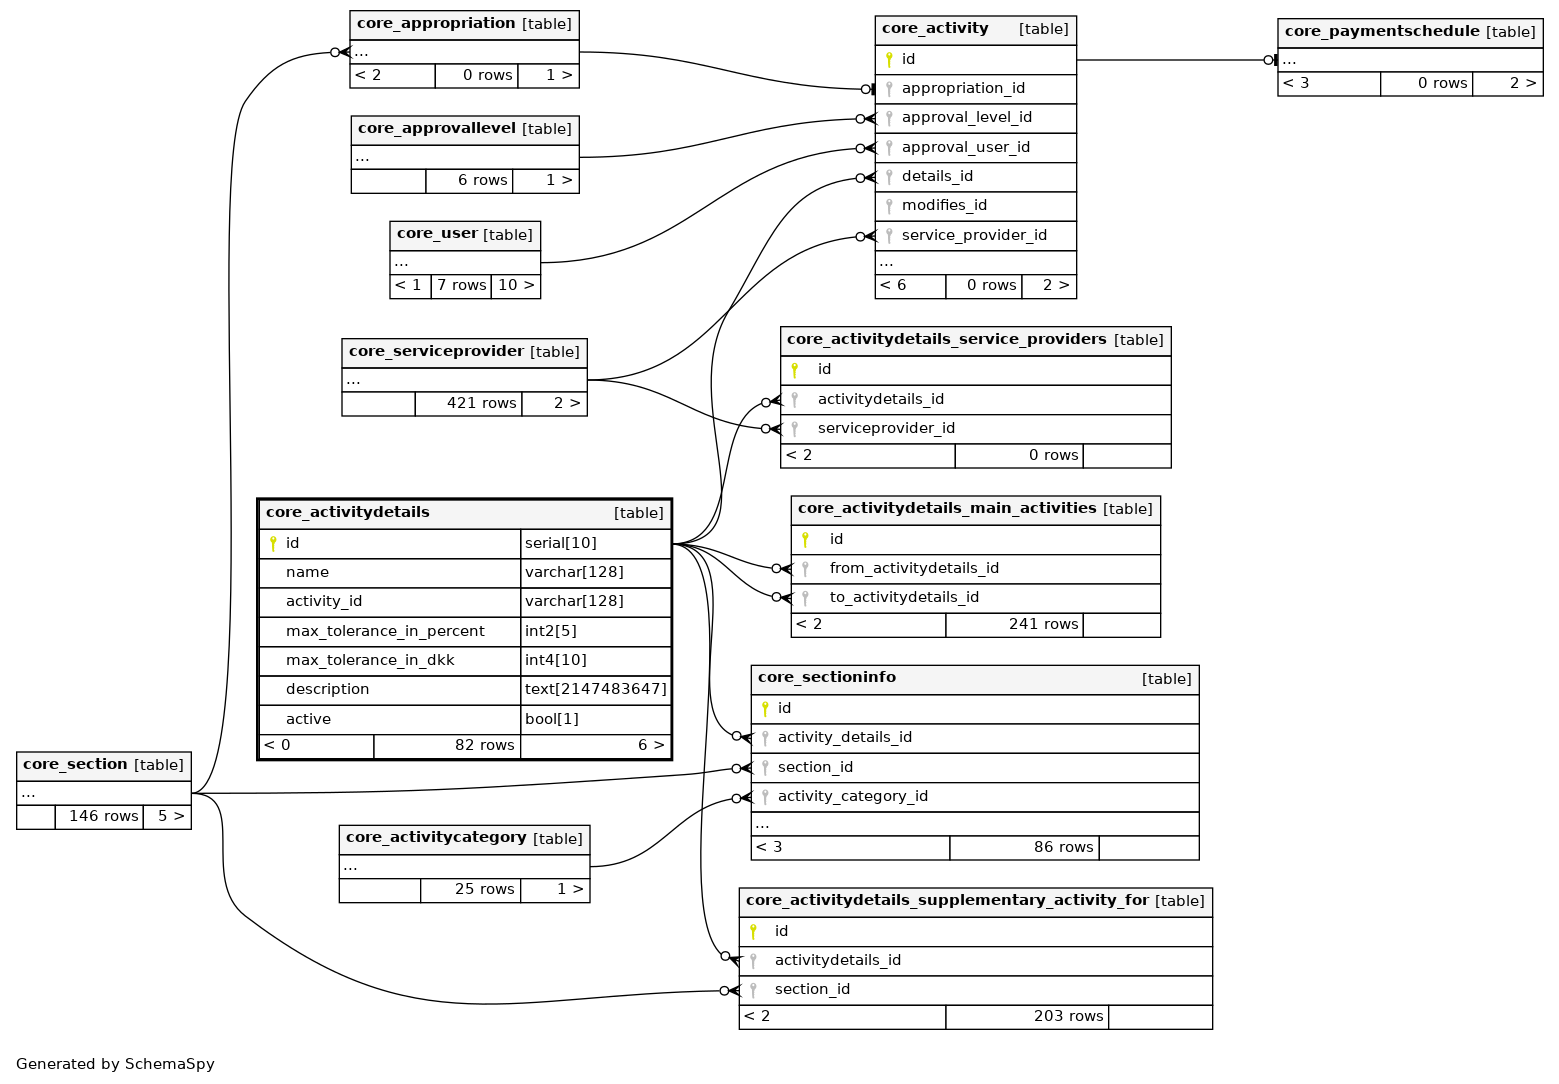 core_appropriation [table]
...
< 2 0 rows 1 >
core_approvallevel [table]
...
6 rows 1 >
core_user [table]
...
< 1 7 rows 10 >
core_serviceprovider [table]
...
421 rows 2 >
core_activitydetails [table]
id serial[10]
name varchar[128]
activity_id varchar[128]
max_tolerance_in_percent int2[5]
max_tolerance_in_dkk int4[10]
description text[2147483647]
active bool[1]
< 0 82 rows 6 >
core_section [table]
...
146 rows 5 >
core_activitycategory [table]
...
25 rows 1 >
core_activity [table]
id
appropriation_id
approval_level_id
approval_user_id
details_id
modifies_id
service_provider_id
...
< 6 0 rows 2 >
core_paymentschedule [table]
...
< 3 0 rows 2 >
core_activitydetails_service_providers [table]
id
activitydetails_id
serviceprovider_id
< 2 0 rows
core_activitydetails_main_activities [table]
id
from_activitydetails_id
to_activitydetails_id
< 2 241 rows
core_sectioninfo [table]
id
activity_details_id
section_id
activity_category_id
...
< 3 86 rows
core_activitydetails_supplementary_activity_for [table]
id
activitydetails_id
section_id
< 2 203 rows
Generated by SchemaSpy